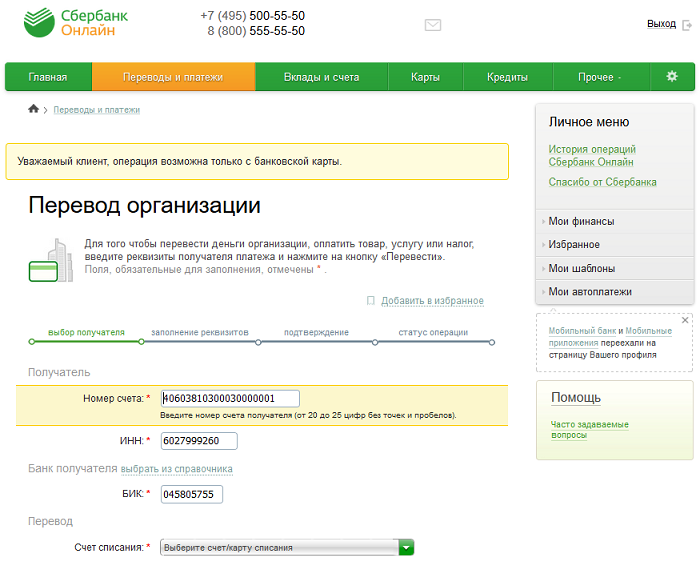 Сбербанк
Онлайн
+7 (495) 500-55-50
8 (800) 555-55-50
Выход
Главная
Переводы и платежи
Вклады и счета
Карты
Кредиты
Прочее
Переводы и платежи
Уважаемый клиент, операция возможна только с банковской карты.
Перевод организации
Для того чтобы перевести деньги организации, оплатить товар, услугу или налог,
введите реквизиты получателя платежа и нажмите на кнопку «Перевести».
Поля, обязательные для заполнения, отмечены * .
Добавить в избранное
выбор получателя
заполнение реквизитов
подтверждение
статус операции
Получатель
Номер счета: * 40603810300030000001
Введите номер счета получателя (от 20 до 25 цифр без точек и пробелов).
ИНН: * 6027999260
Банк получателя выбрать из справочника
БИК: * 045805755
Перевод
Счет списания: * Выберите счет/карту списания
Личное меню
История операций
Сбербанк Онлайн
Спасибо от Сбербанка
Мои финансы
Избранное
Мои шаблоны
Мои автоплатежи
Мобильный банк и Мобильные
приложения переехали на
страницу Вашего профиля
Помощь
Часто задаваемые
вопросы